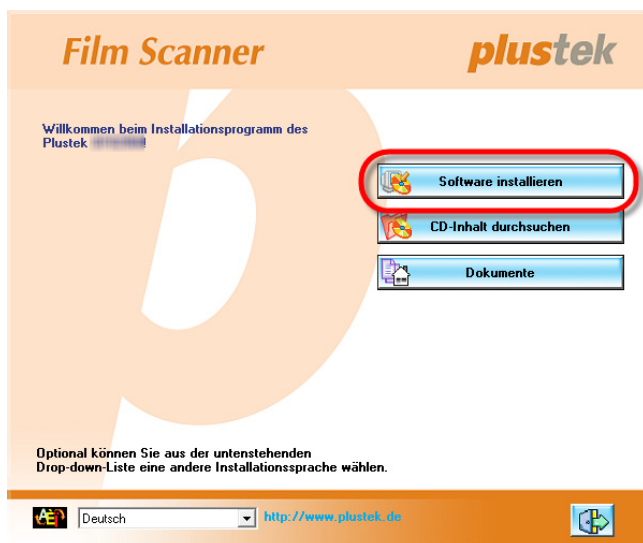 Film Scanner
plustek
Willkommen beim Installationsprogramm des
Plustek !
Software installieren
CD-Inhalt durchsuchen
Dokumente
Optional können Sie aus der untenstehenden
Drop-down-Liste eine andere Installationssprache wählen.
Deutsch
http://www.plustek.de